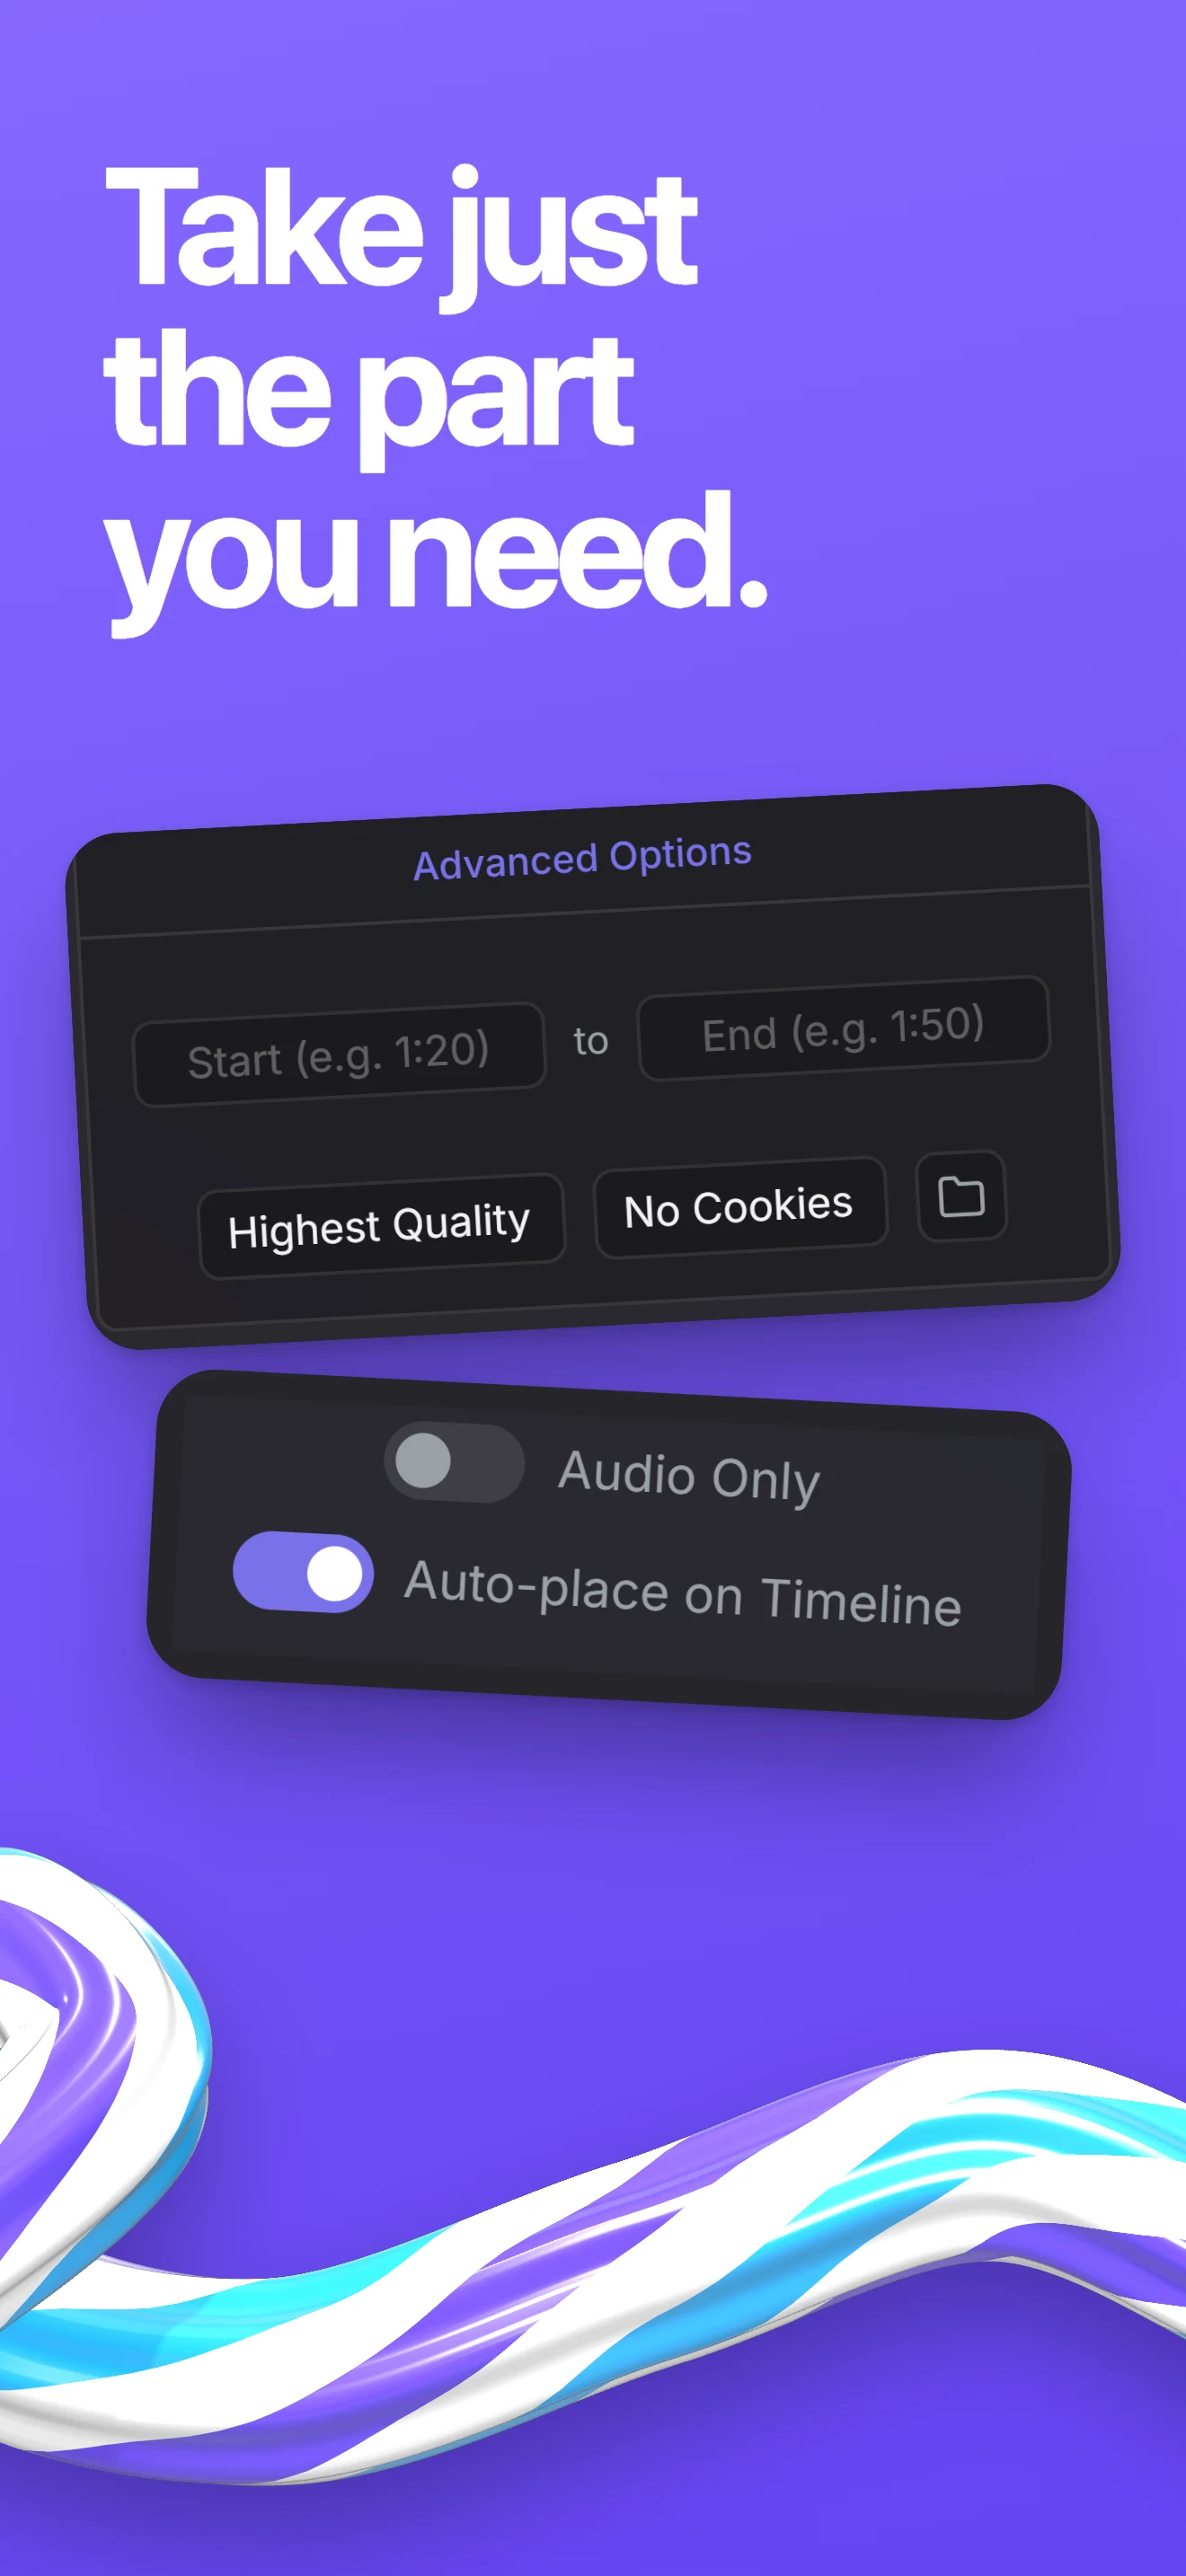 Take just
the part
you need.
Advanced Options
Start (e.g. 1:20) to End (e.g. 1:50)
Highest Quality No Cookies
Audio Only
Auto-place on Timeline